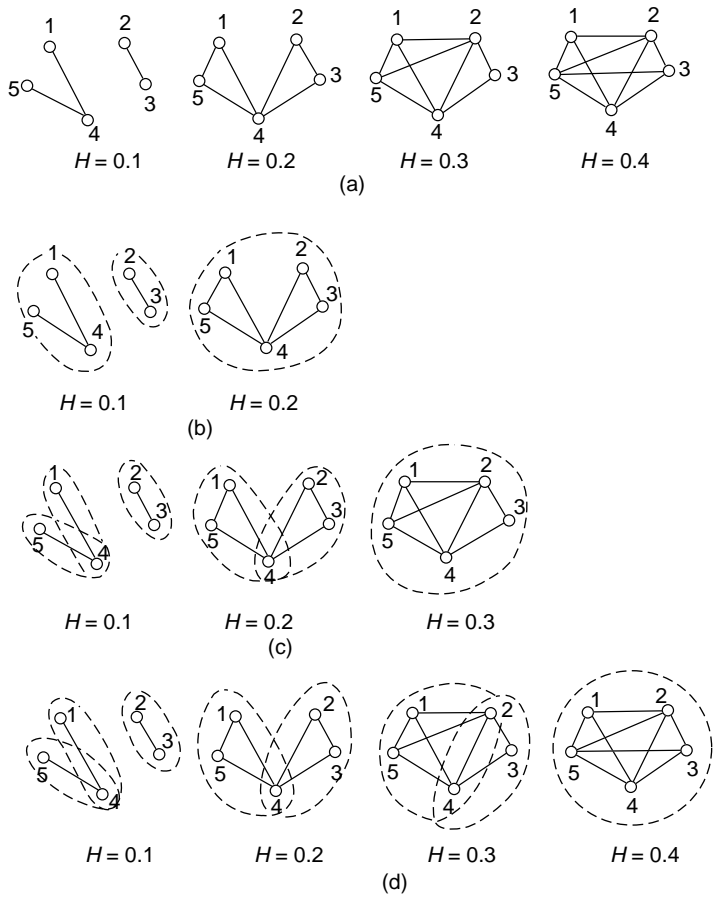 1 2 1 2 1 2 1 2
5 3 5 3 5 3 5 3
4 4 4 4
H = 0.1 H = 0.2 H = 0.3 H = 0.4
(a)
1 2 1 2
5 3 5 3
4 4
H = 0.1 H = 0.2
(b)
1 2 1 2 1 2
5 3 5 3 5 3
4 4 4
H = 0.1 H = 0.2 H = 0.3
(c)
1 2 1 2 1 2 1 2
5 3 5 3 5 3 5 3
4 4 4 4
H = 0.1 H = 0.2 H = 0.3 H = 0.4
(d)